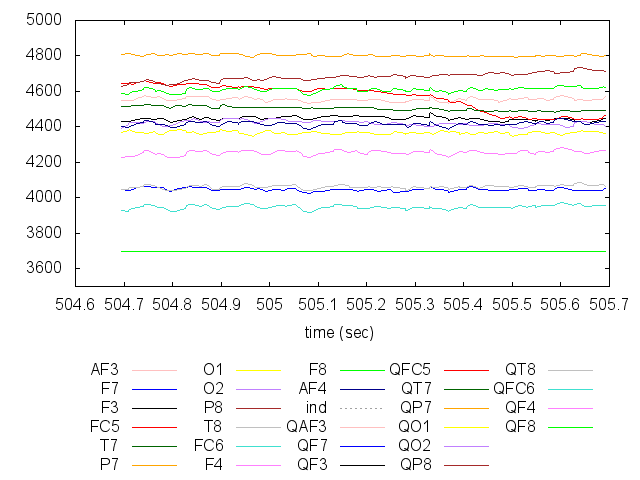 5000
4800
4600
4400
4200
4000
3800
3600
504.6 504.7 504.8 504.9 505 505.1 505.2 505.3 505.4 505.5 505.6 505.7
time (sec)
AF3 O1 F8 QFC5 QT8
F7 O2 AF4 QT7 QFC6
F3 P8 ind QP7 QF4
FC5 T8 QAF3 QO1 QF8
T7 FC6 QF7 QO2
P7 F4 QF3 QP8